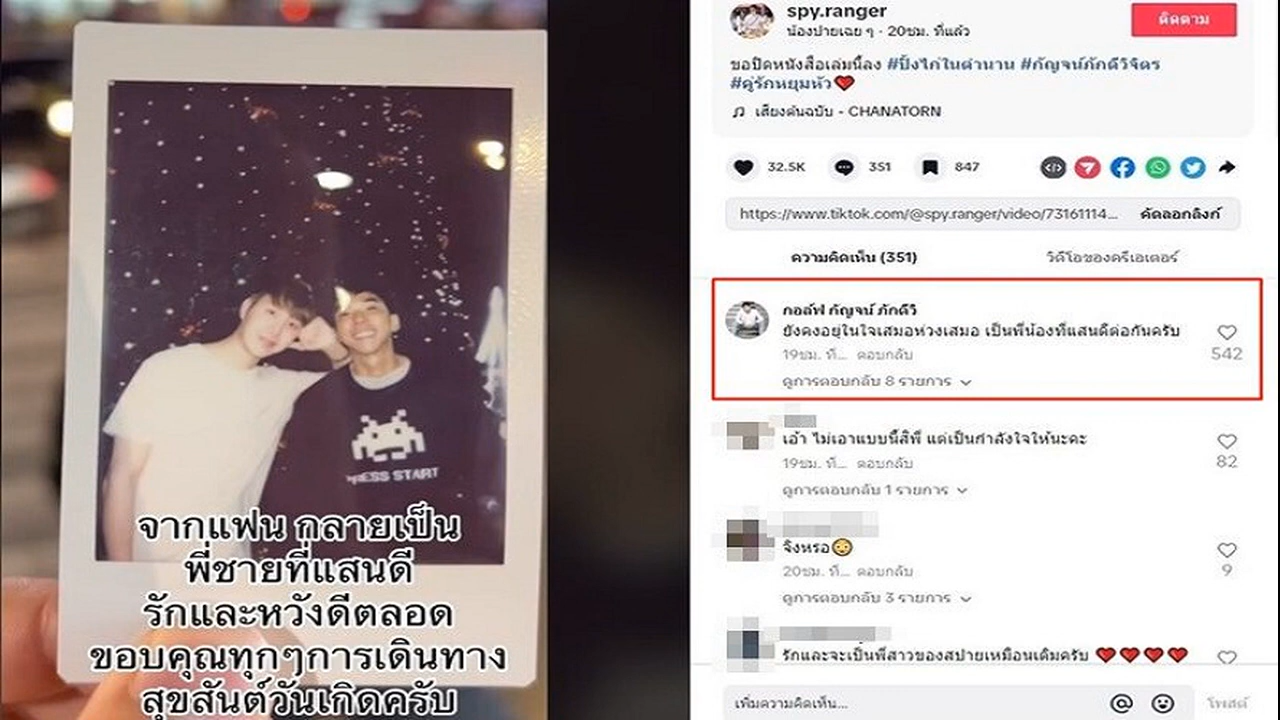 PRESS START
จากแฟน กลายเป็น
พี่ชายที่แสนดี
รักและหวังดีตลอด
ขอบคุณทุกๆการเดินทาง
สุขสันต์วันเกิดครับ
spy.ranger
น้องปายเฉย ๆ · 20ชม. ที่แล้ว
ติดตาม
ขอปิดหนังสือเล่มนี้ลง #ปิ้งไก่ในตำนาน #กัญจน์ภักดีวิจิตร
#คู่รักหยุมหัว
เสียงต้นฉบับ - CHANATORN
32.5K
351
847
https://www.tiktok.com/@spy.ranger/video/73161114...
คัดลอกลิงก์
ความคิดเห็น (351)
วิดีโอของครีเอเตอร์
กอล์ฟ กัญจน์ ภักดีวิ
ยังคงอยู่ในใจเสมอห่วงเสมอ เป็นพี่น้องที่แสนดีต่อกันครับ
19ชม. ที่... ตอบกลับ
542
ดูการตอบกลับ 8 รายการ
เอ้า ไม่เอาแบบนี้สิพี่ แต่เป็นกำลังใจให้นะคะ
19ชม. ที่... ตอบกลับ
82
ดูการตอบกลับ 1 รายการ
จิงหรอ😳
20ชม. ที่... ตอบกลับ
9
ดูการตอบกลับ 3 รายการ
รักและจะเป็นพี่สาวของสปายเหมือนเดิมครับ ❤️❤️❤️❤️
เพิ่มความคิดเห็น...
โพสต์